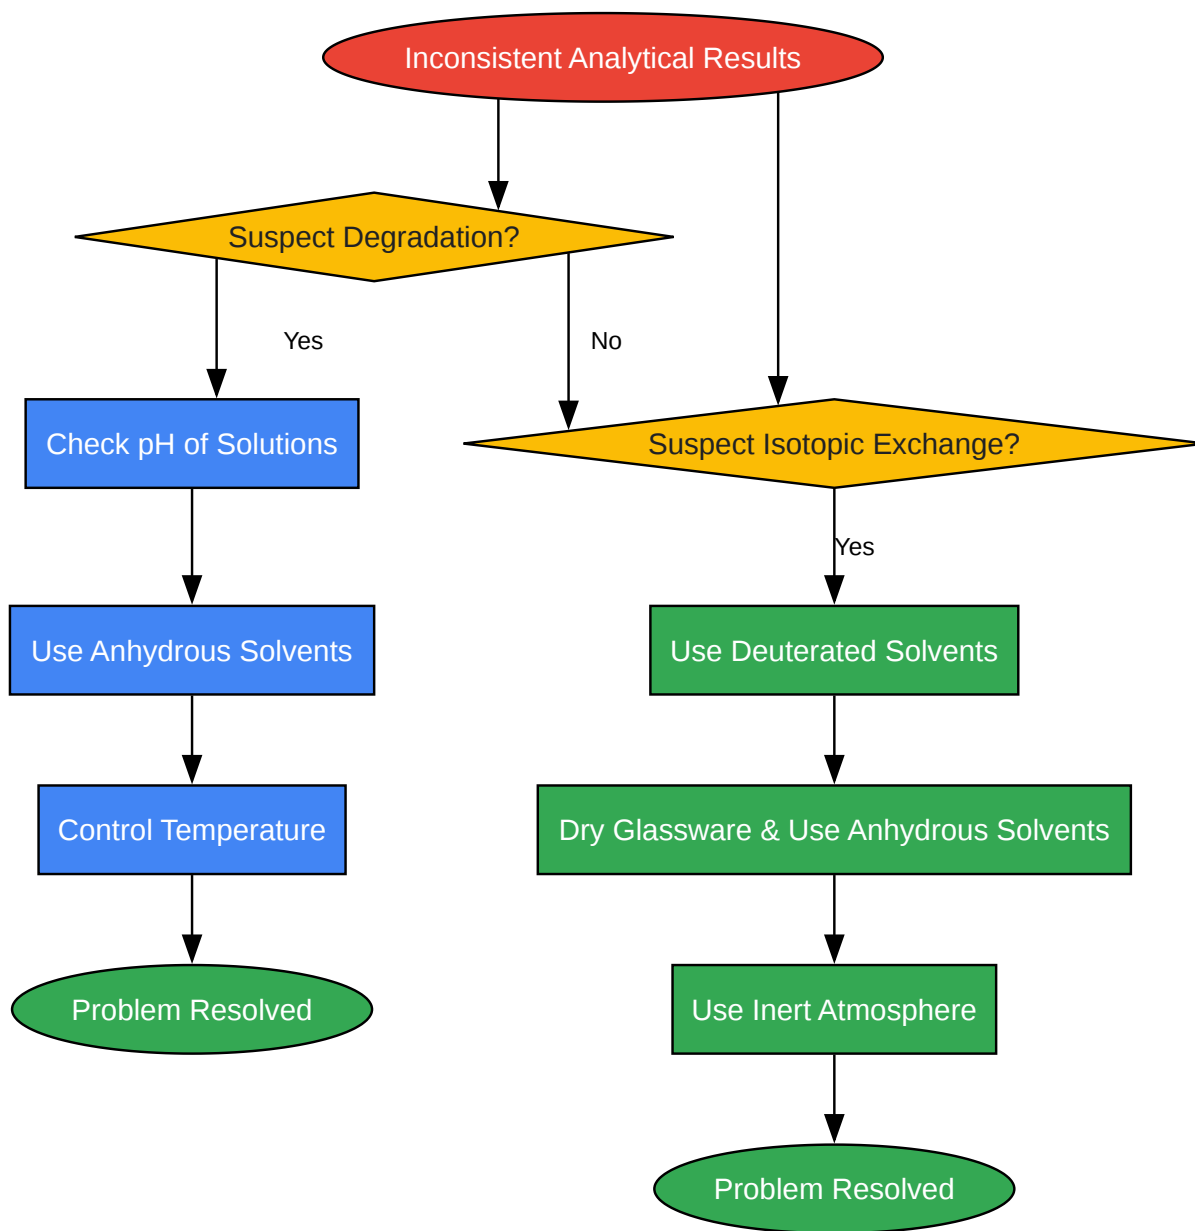 Inconsistent Analytical Results
Suspect Degradation?
Yes
No
Check pH of Solutions
Suspect Isotopic Exchange?
Yes
Use Anhydrous Solvents
Use Deuterated Solvents
Control Temperature
Dry Glassware & Use Anhydrous Solvents
Problem Resolved
Use Inert Atmosphere
Problem Resolved